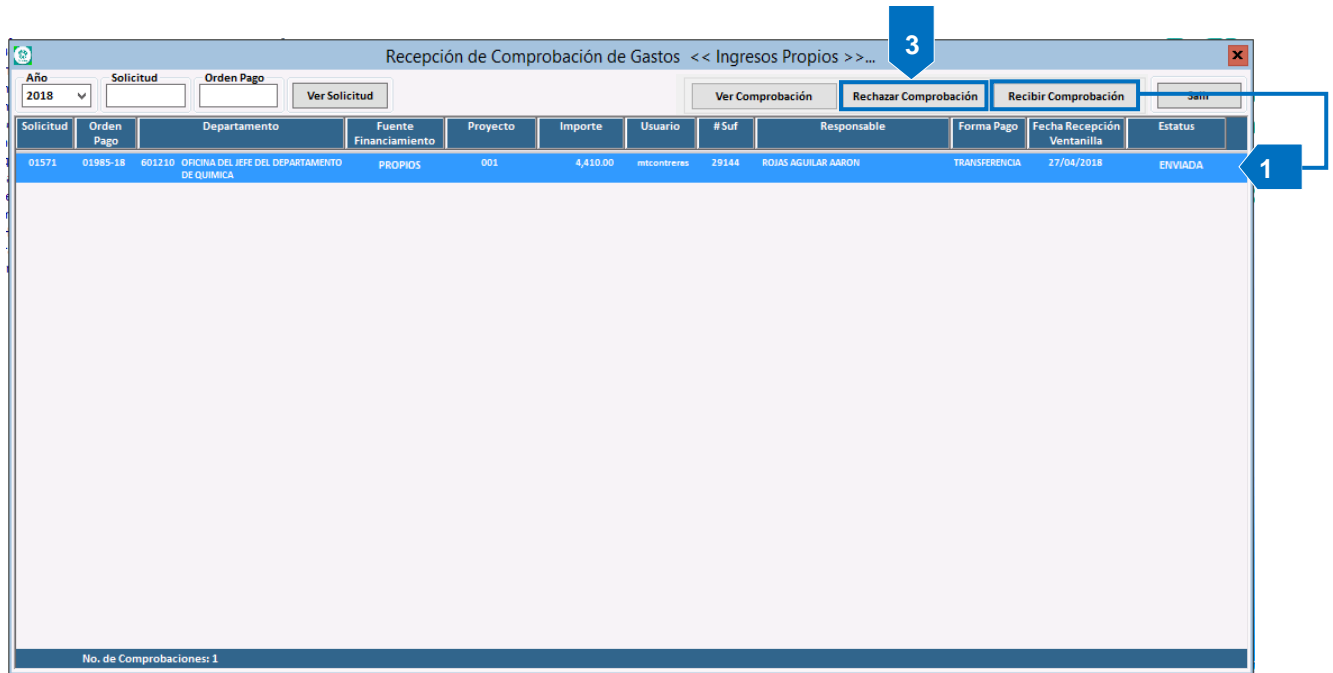 3
Recepción de Comprobación de Gastos << Ingresos Propios >>...
Año Solicitud Orden Pago
2018 Ver Solicitud Ver Comprobación Rechazar Comprobación Recibir Comprobación Salir
Solicitud Orden Pago Departamento Fuente Financiamiento Proyecto Importe Usuario # Suf Responsable Forma Pago Fecha Recepción Ventanilla Estatus
01571 01985-18 601210 OFICINA DEL JEFE DEL DEPARTAMENTO DE QUIMICA PROPIOS 001 4,410.00 mtcontreras 29144 ROJAS AGUILAR AARON TRANSFERENCIA 27/04/2018 ENVIADA
1
No. de Comprobaciones: 1